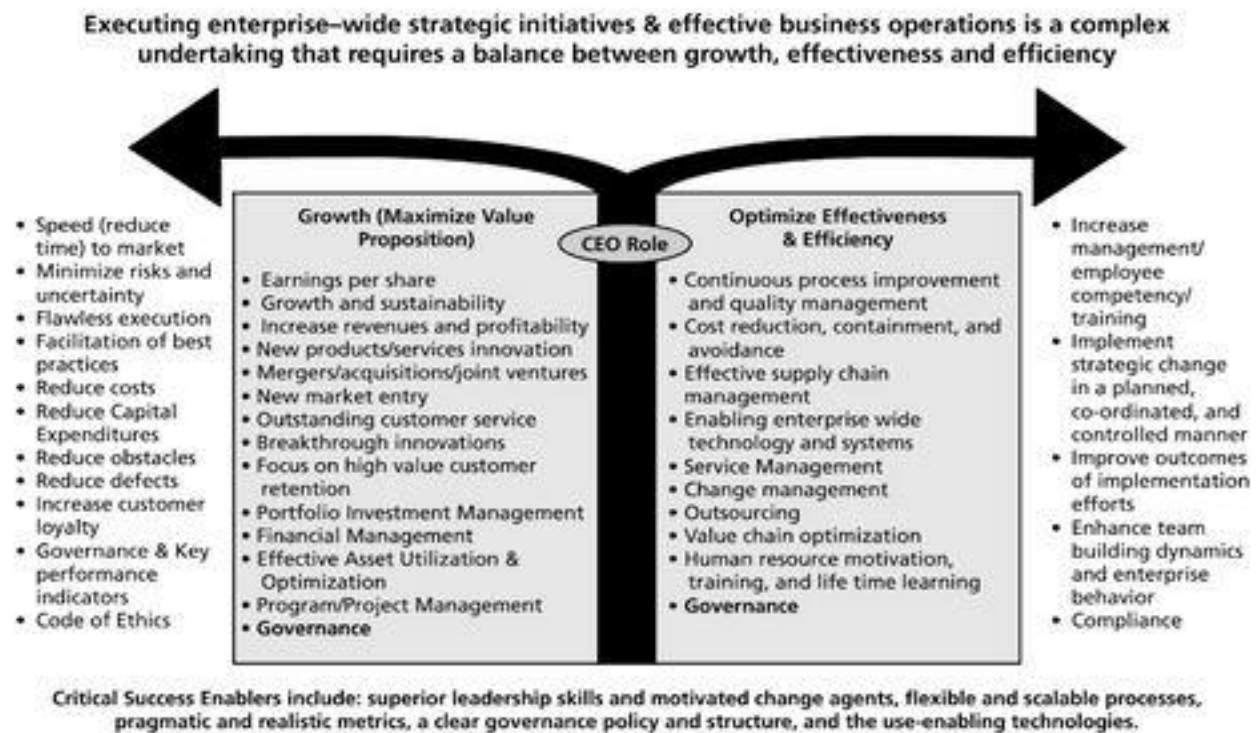 Executing enterprise–wide strategic initiatives & effective business operations is a complex
undertaking that requires a balance between growth, effectiveness and efficiency
• Speed (reduce
time) to market
• Minimize risks and
uncertainty
• Flawless execution
• Facilitation of best
practices
• Reduce costs
• Reduce Capital
Expenditures
• Reduce obstacles
• Reduce defects
• Increase customer
loyalty
• Governance & Key
performance
indicators
• Code of Ethics
Growth (Maximize Value
Proposition)
• Earnings per share
• Growth and sustainability
• Increase revenues and profitability
• New products/services innovation
• Mergers/acquisitions/joint ventures
• New market entry
• Outstanding customer service
• Breakthrough innovations
• Focus on high value customer
retention
• Portfolio Investment Management
• Financial Management
• Effective Asset Utilization &
Optimization
• Program/Project Management
• Governance
CEO Role
Optimize Effectiveness
& Efficiency
• Continuous process improvement
and quality management
• Cost reduction, containment, and
avoidance
• Effective supply chain
management
• Enabling enterprise wide
technology and systems
• Service Management
• Change management
• Outsourcing
• Value chain optimization
• Human resource motivation,
training, and life time learning
• Governance
• Increase
management/
employee
competency/
training
• Implement
strategic change
in a planned,
co-ordinated, and
controlled manner
• Improve outcomes
of implementation
efforts
• Enhance team
building dynamics
and enterprise
behavior
• Compliance
Critical Success Enablers include: superior leadership skills and motivated change agents, flexible and scalable processes,
pragmatic and realistic metrics, a clear governance policy and structure, and the use-enabling technologies.